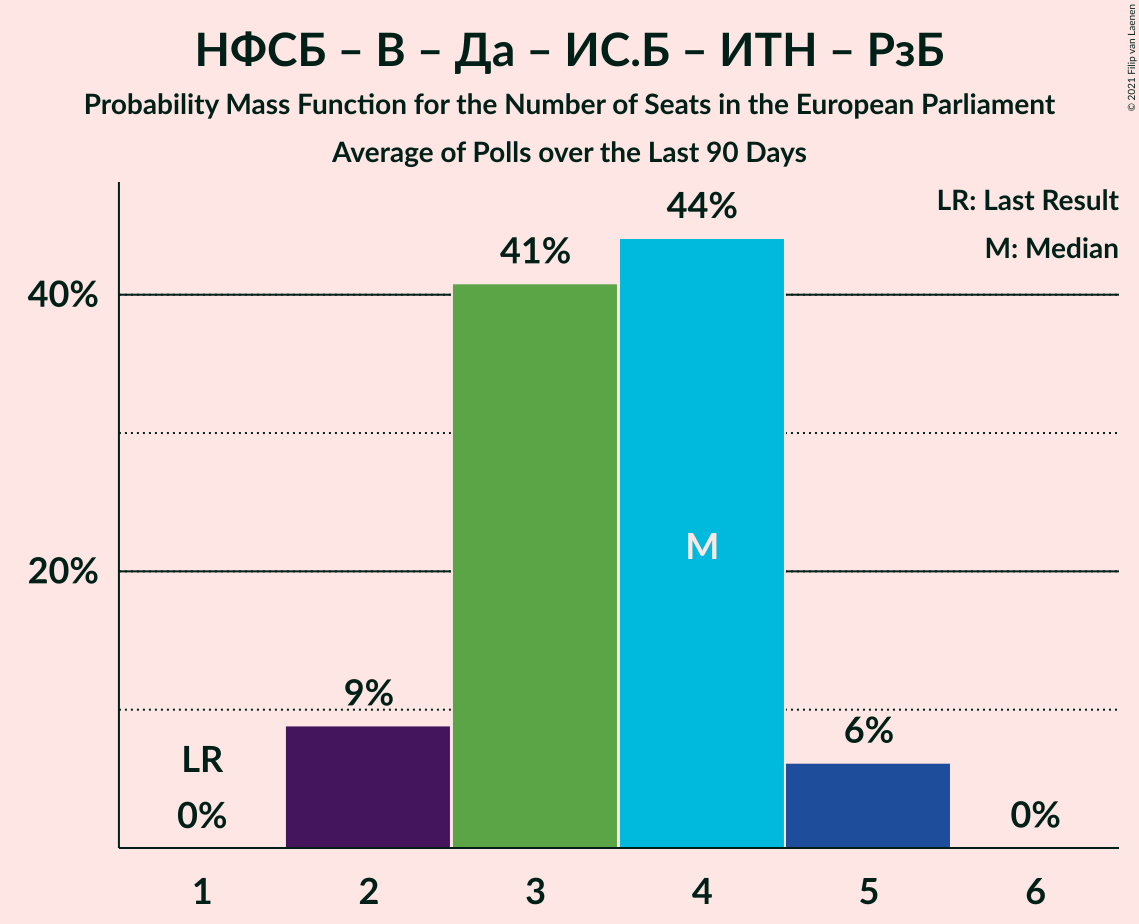 НФСБ – В – Да – ИС.Б – ИТН – РзБ
Probability Mass Function for the Number of Seats in the European Parliament
Average of Polls over the Last 90 Days
© 2021 Filip van Laenen
LR: Last Result
M: Median
40%
20%
LR
0%
9%
41%
44%
M
6%
0%
1 2 3 4 5 6